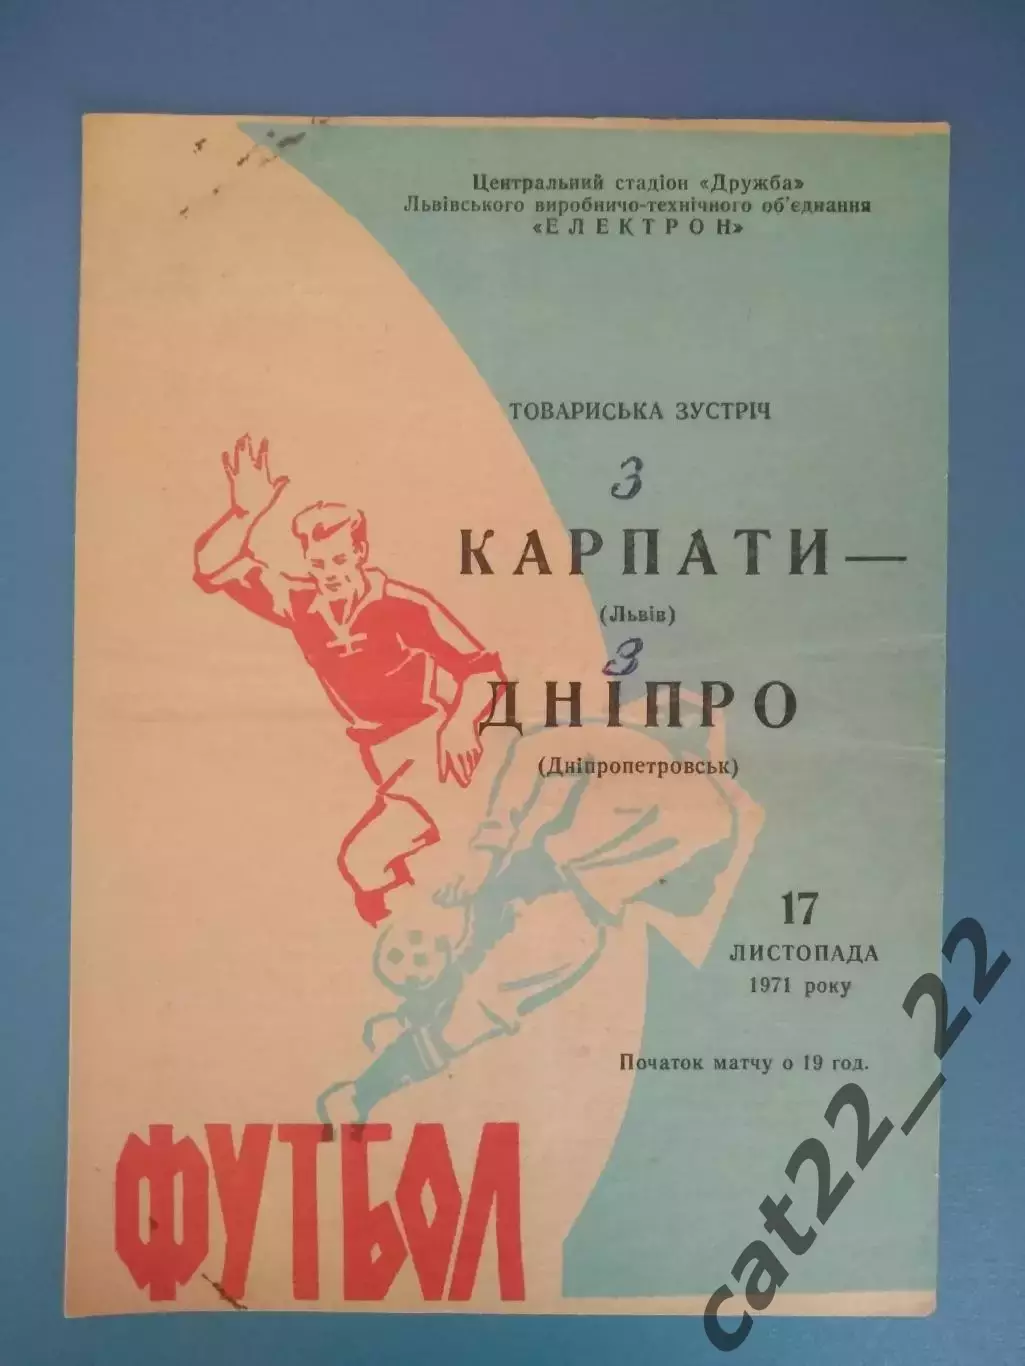 Центральний стадіон «Дружба»
Львівського виробничо-технічного об'єднання
«ЕЛЕКТРОН»
ТОВАРИСЬКА ЗУСТРІЧ
3
КАРПАТИ —
(Львів)
3
ДНІПРО
(Дніпропетровськ)
17
ЛИСТОПАДА
1971 року
Початок матчу о 19 год.
ФУТБОЛ
cat22_22